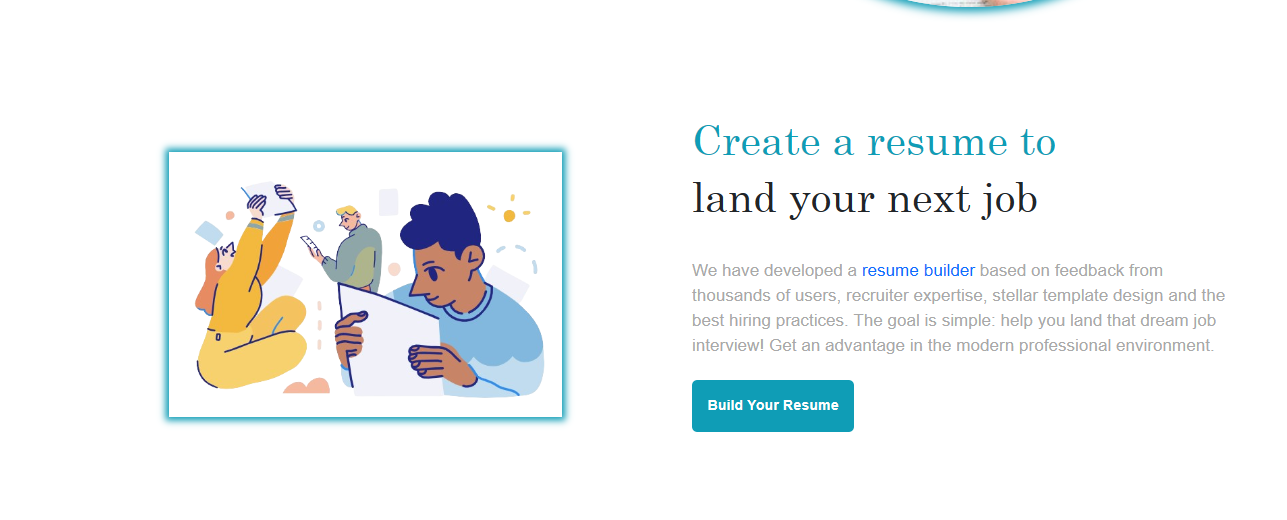 Create a resume to
land your next job
We have developed a resume builder based on feedback from
thousands of users, recruiter expertise, stellar template design and the
best hiring practices. The goal is simple: help you land that dream job
interview! Get an advantage in the modern professional environment.
Build Your Resume